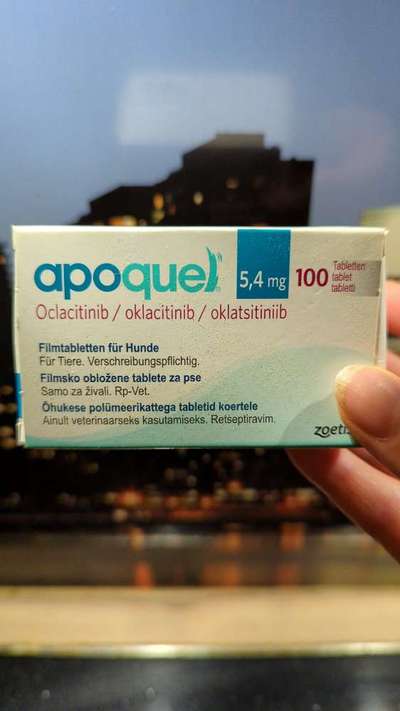 apoquel
5,4 mg
100
Tabletten
tablet
tabletti
Oclacitinib / oklacitinib / oklatsitiniib
Filmtabletten für Hunde
Für Tiere. Verschreibungspflichtig.
Filmsko obložene tablete za pse
Samo za živali. Rp-Vet.
Õhukese polümeerikattega tabletid koertele
Ainult veterinaarseks kasutamiseks. Retseptiravim.
zoetis